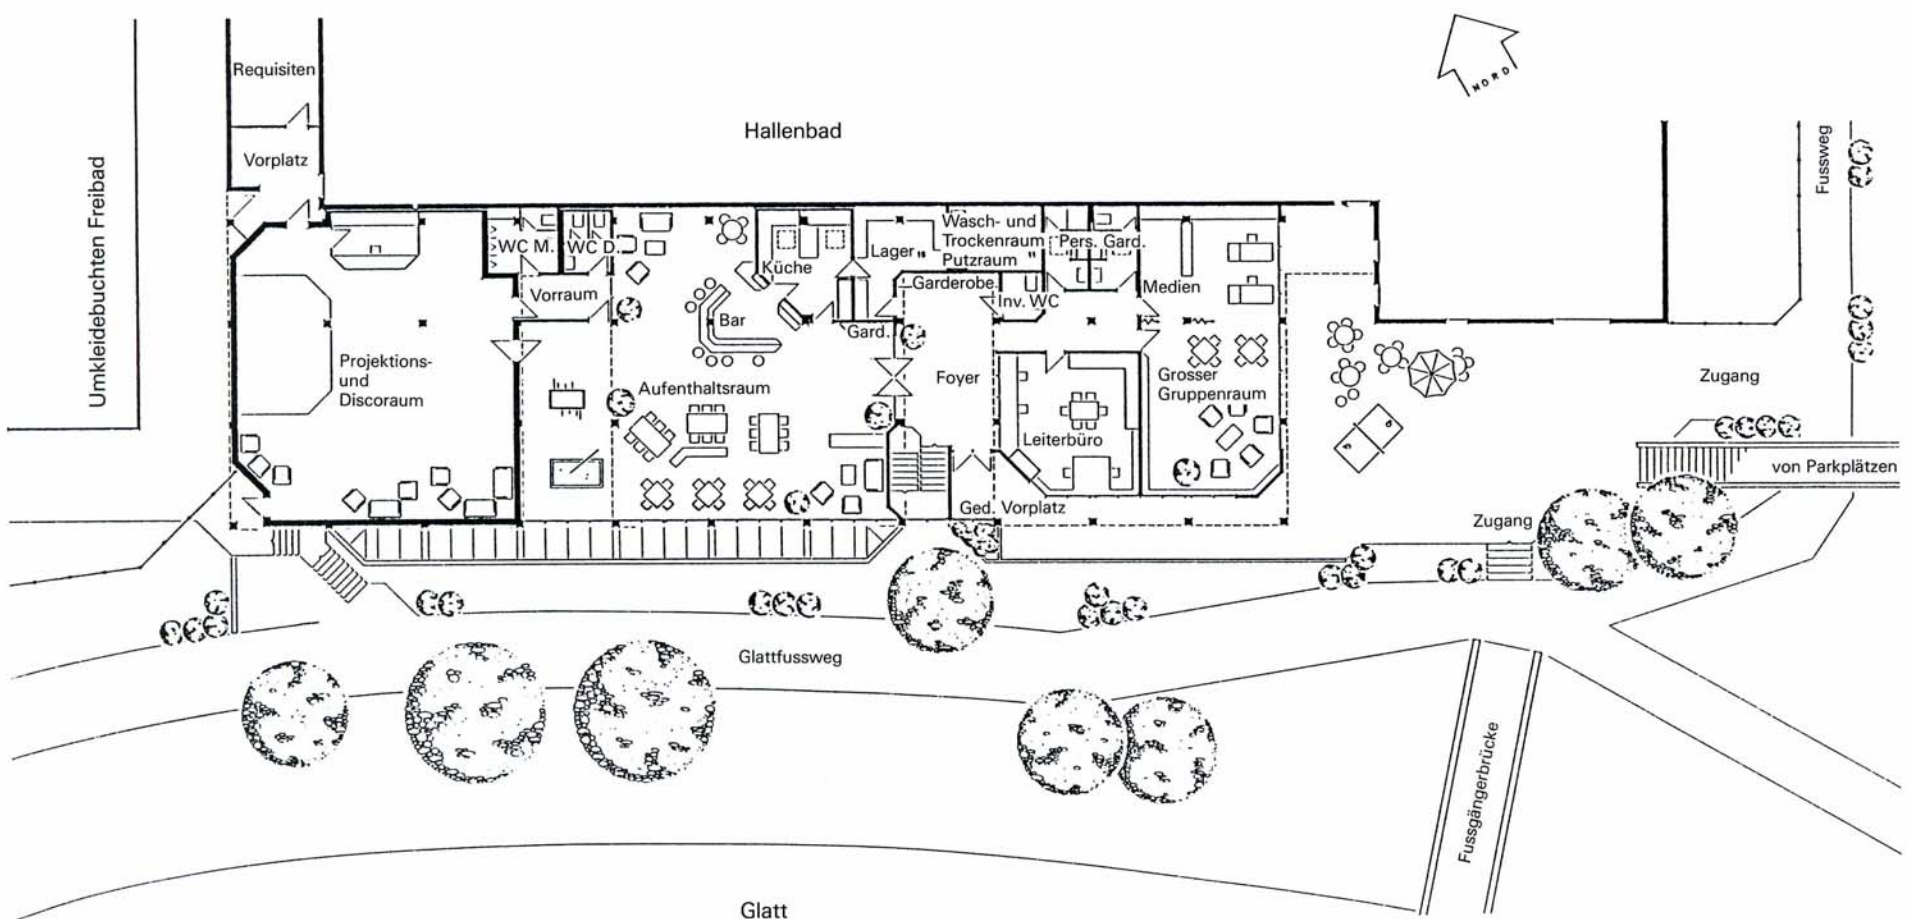 Requisiten
NORD
Hallenbad
Vorplatz
Umkleidebuchten Freibad
Fussweg
WC M.
WC D.
Küche
Lager
Wasch- und
Trockenraum
Putzraum
Pers. Gard.
Garderobe
Inv. WC
Medien
Vorraum
Bar
Gard.
Projektions-
und
Discoraum
Aufenthaltsraum
Foyer
Grosser
Gruppenraum
Zugang
Leiterbüro
von Parkplätzen
Ged. Vorplatz
Zugang
Glattfussweg
Fussgängerbrücke
Glatt